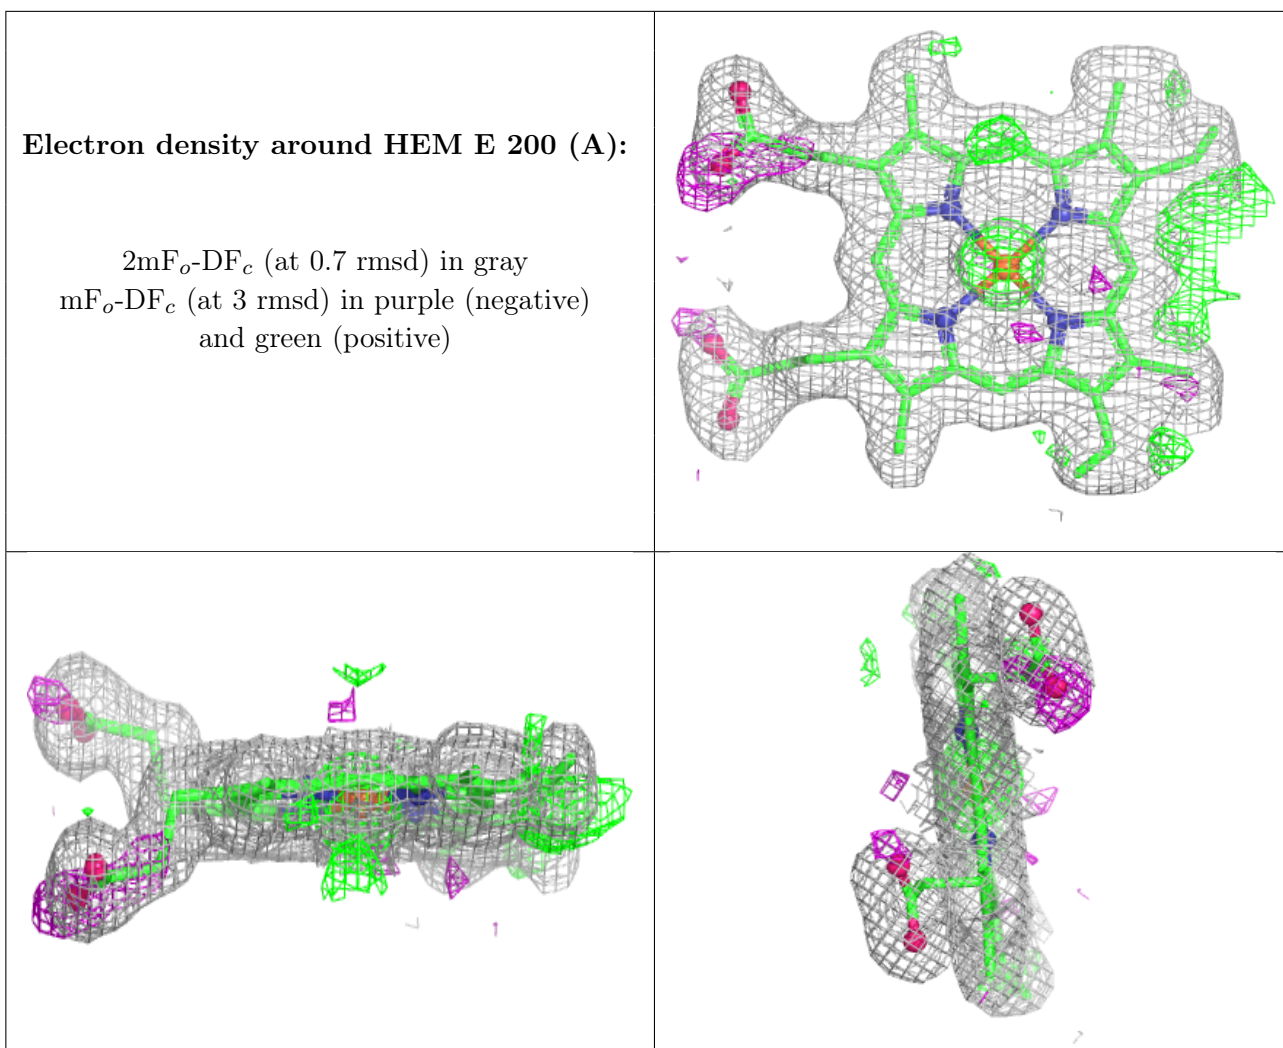 Electron density around HEM E 200 (A):
2mFo-DFc (at 0.7 rmsd) in gray
mFo-DFc (at 3 rmsd) in purple (negative)
and green (positive)